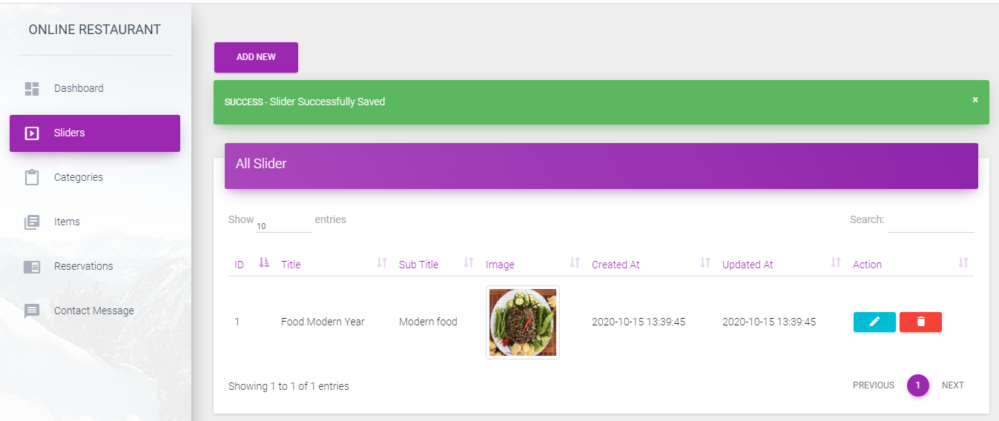 ONLINE RESTAURANT
Dashboard
Sliders
Categories
Items
Reservations
Contact Message
ADD NEW
SUCCESS - Slider Successfully Saved ×
All Slider
Show 10 entries Search:
ID Title Sub Title Image Created At Updated At Action
1 Food Modern Year Modern food 2020-10-15 13:39:45 2020-10-15 13:39:45
Showing 1 to 1 of 1 entries PREVIOUS 1 NEXT